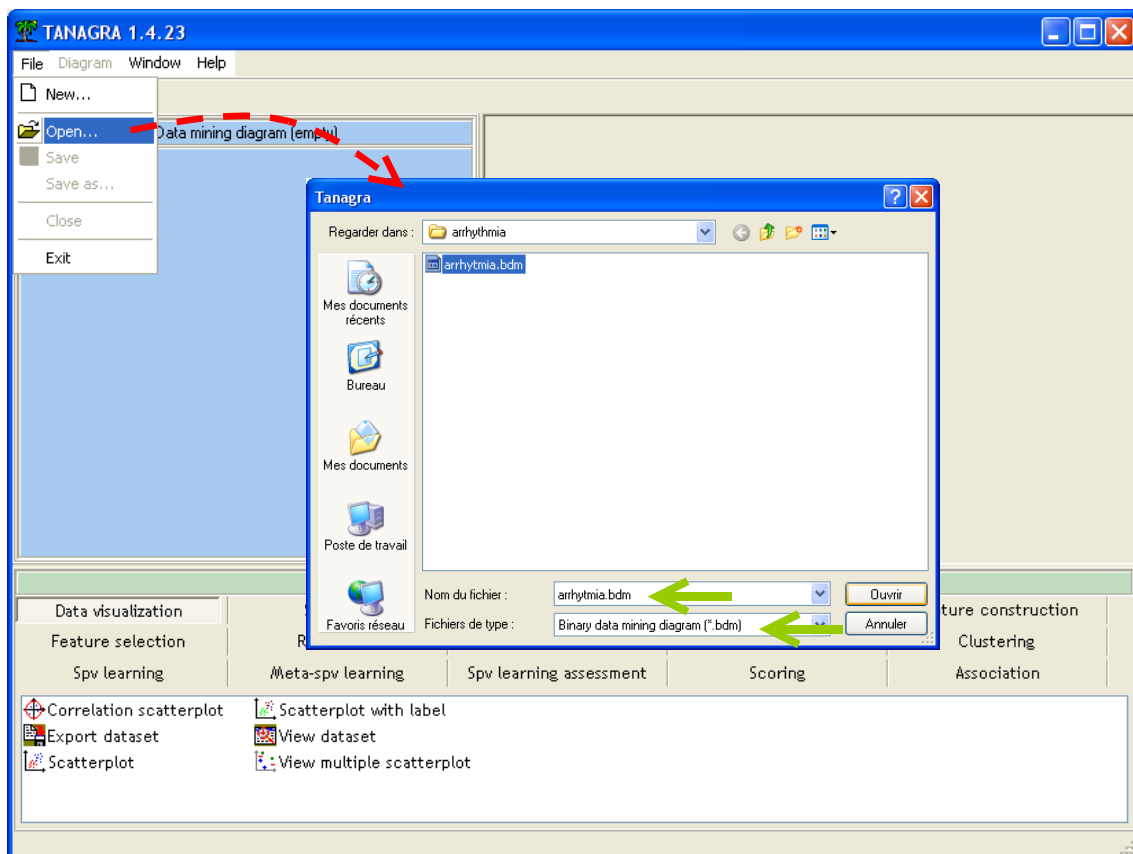 TANAGRA 1.4.23
File Diagram Window Help
New...
Open...
Save
Save as...
Close
Exit
Data mining diagram (empty)
Tanagra
Regarder dans :
arrhythmia
arrhytmia.bdm
Mes documents
récents
Bureau
Mes documents
Poste de travail
Favoris réseau
Nom du fichier :
arrhytmia.bdm
Ouvrir
Fichiers de type :
Binary data mining diagram (*.bdm)
Annuler
Data visualization
ture construction
Feature selection
R
Clustering
Spv learning
Meta-spv learning
Spv learning assessment
Scoring
Association
Correlation scatterplot
Scatterplot with label
Export dataset
View dataset
Scatterplot
View multiple scatterplot